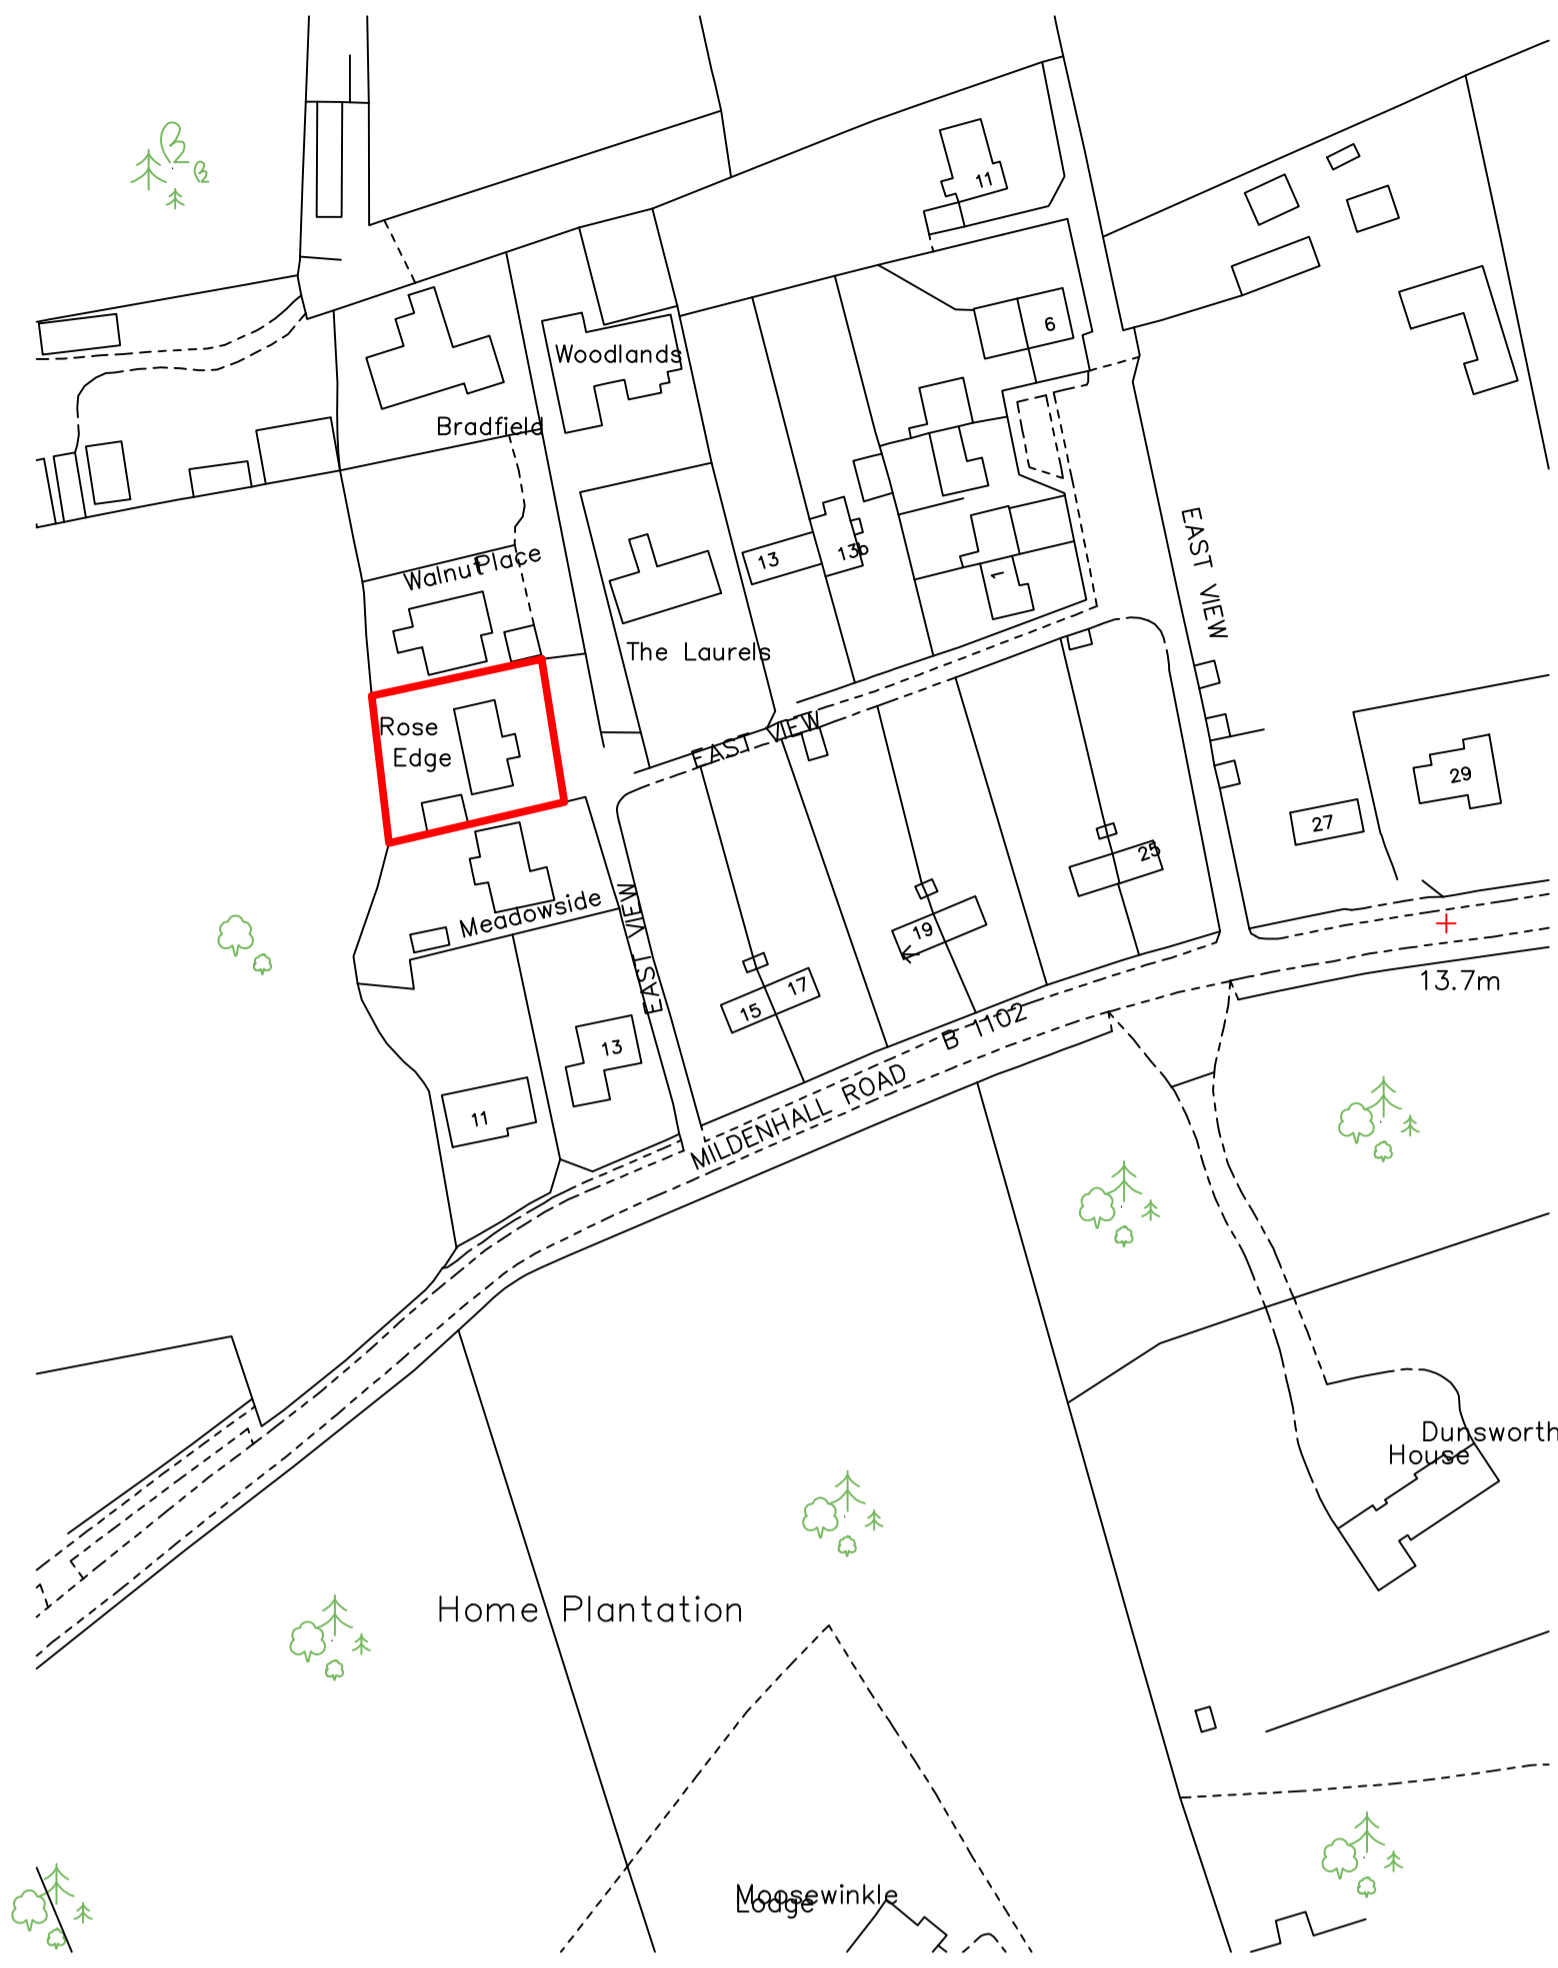 11
6
Woodlands
Bradfield
13
13b
1
Walnut Place
EAST VIEW
The Laurels
Rose
Edge
EAST VIEW
29
27
25
Meadowside
EAST VIEW
19
17
15
13.7m
B 1102
13
MILDENHALL ROAD
11
Dunsworth
House
Home Plantation
Moosewinkle
Lodge